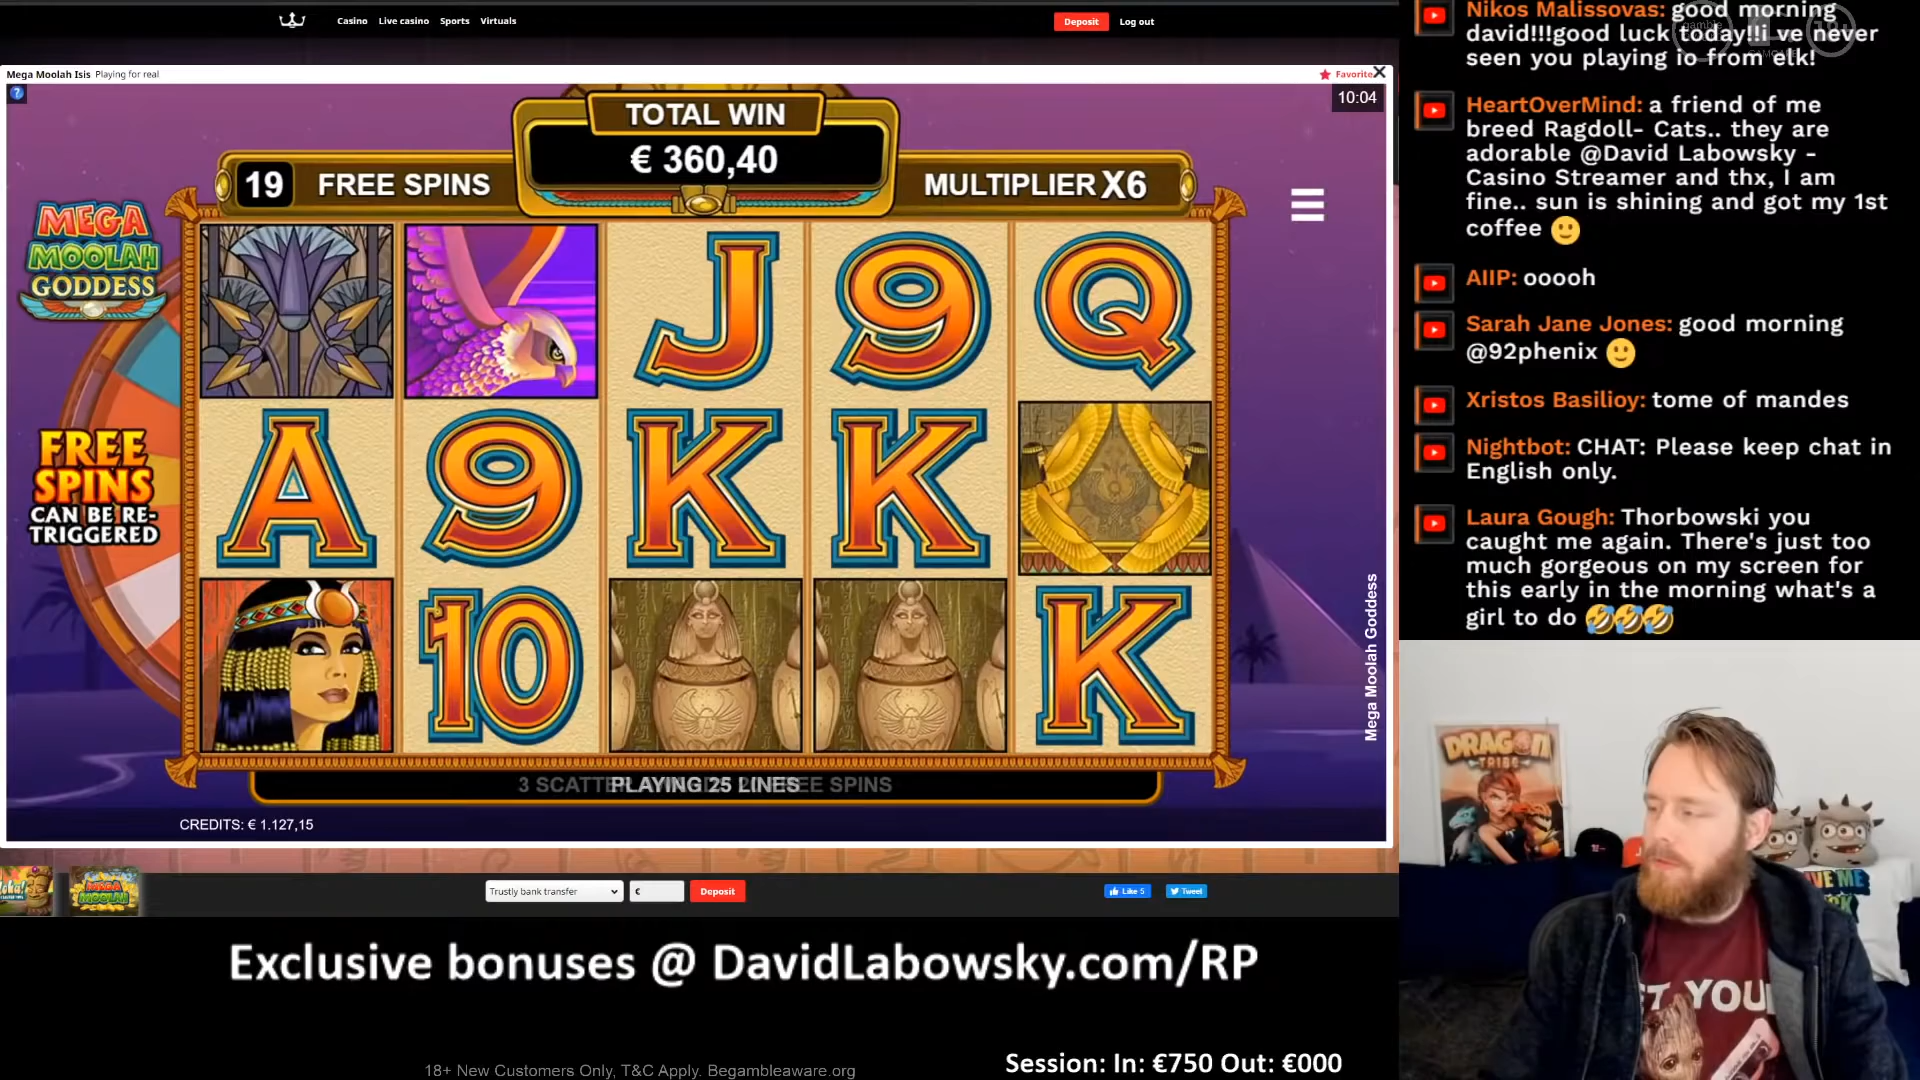 Casino Live casino Sports Virtuals
Deposit Log out
Mega Moolah Isis Playing for real
Favorite
10:04
TOTAL WIN
€ 360,40
19 FREE SPINS
MULTIPLIER X6
MEGA
MOOLAH
GODDESS
FREE
SPINS
CAN BE RE-
TRIGGERED
J 9 Q
A 9 K K
10 K
PLAYING 25 LINES
CREDITS: € 1.127,15
Mega Moolah Goddess
MEGA
MOOLAH
Trustly bank transfer
€
Deposit
Like 5
Tweet
Exclusive bonuses @ DavidLabowsky.com/RP
18+ New Customers Only, T&C Apply. Begambleaware.org
Session: In: €750 Out: €000
Nikos Malissovas: good morning
david!!!good luck today!!i ve never
seen you playing io from elk!
HeartOverMind: a friend of me
breed Ragdoll- Cats.. they are
adorable @David Labowsky -
Casino Streamer and thx, I am
fine.. sun is shining and got my 1st
coffee 🙂
AIIP: ooooh
Sarah Jane Jones: good morning
@92phenix 🙂
Xristos Basilioy: tome of mandes
Nightbot: CHAT: Please keep chat in
English only.
Laura Gough: Thorbowski you
caught me again. There's just too
much gorgeous on my screen for
this early in the morning what's a
girl to do 🤣🤣🤣
DRAGON
TRIBE